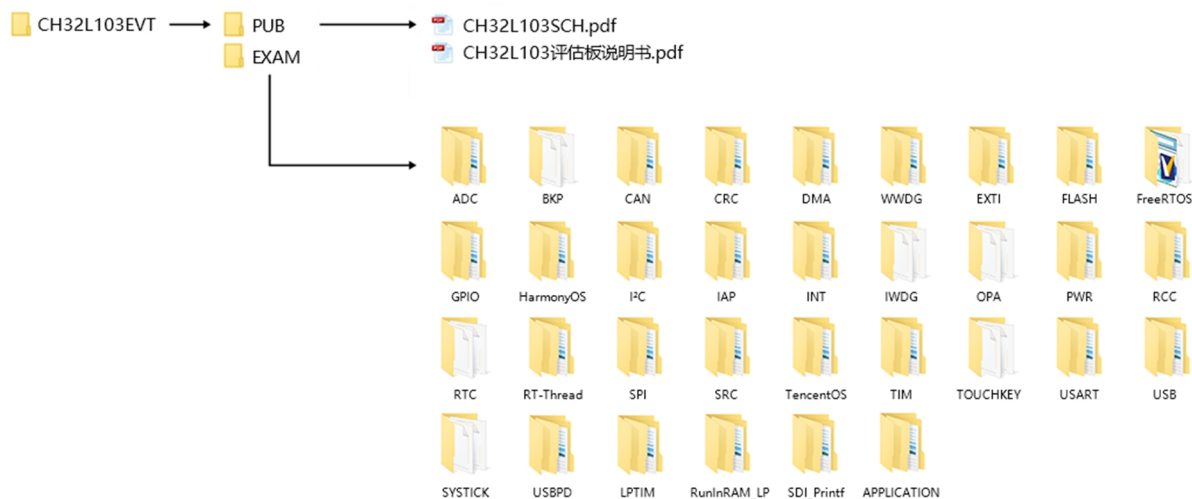 CH32L103EVT
PUB
CH32L103SCH.pdf
EXAM
CH32L103评估板说明书.pdf
ADC BKP CAN CRC DMA WWDG EXTI FLASH FreeRTOS
GPIO HarmonyOS I²C IAP INT IWDG OPA PWR RCC
RTC RT-Thread SPI SRC TencentOS TIM TOUCHKEY USART USB
SYSTICK USBPD LPTIM RunInRAM_LP SDI_Printf APPLICATION